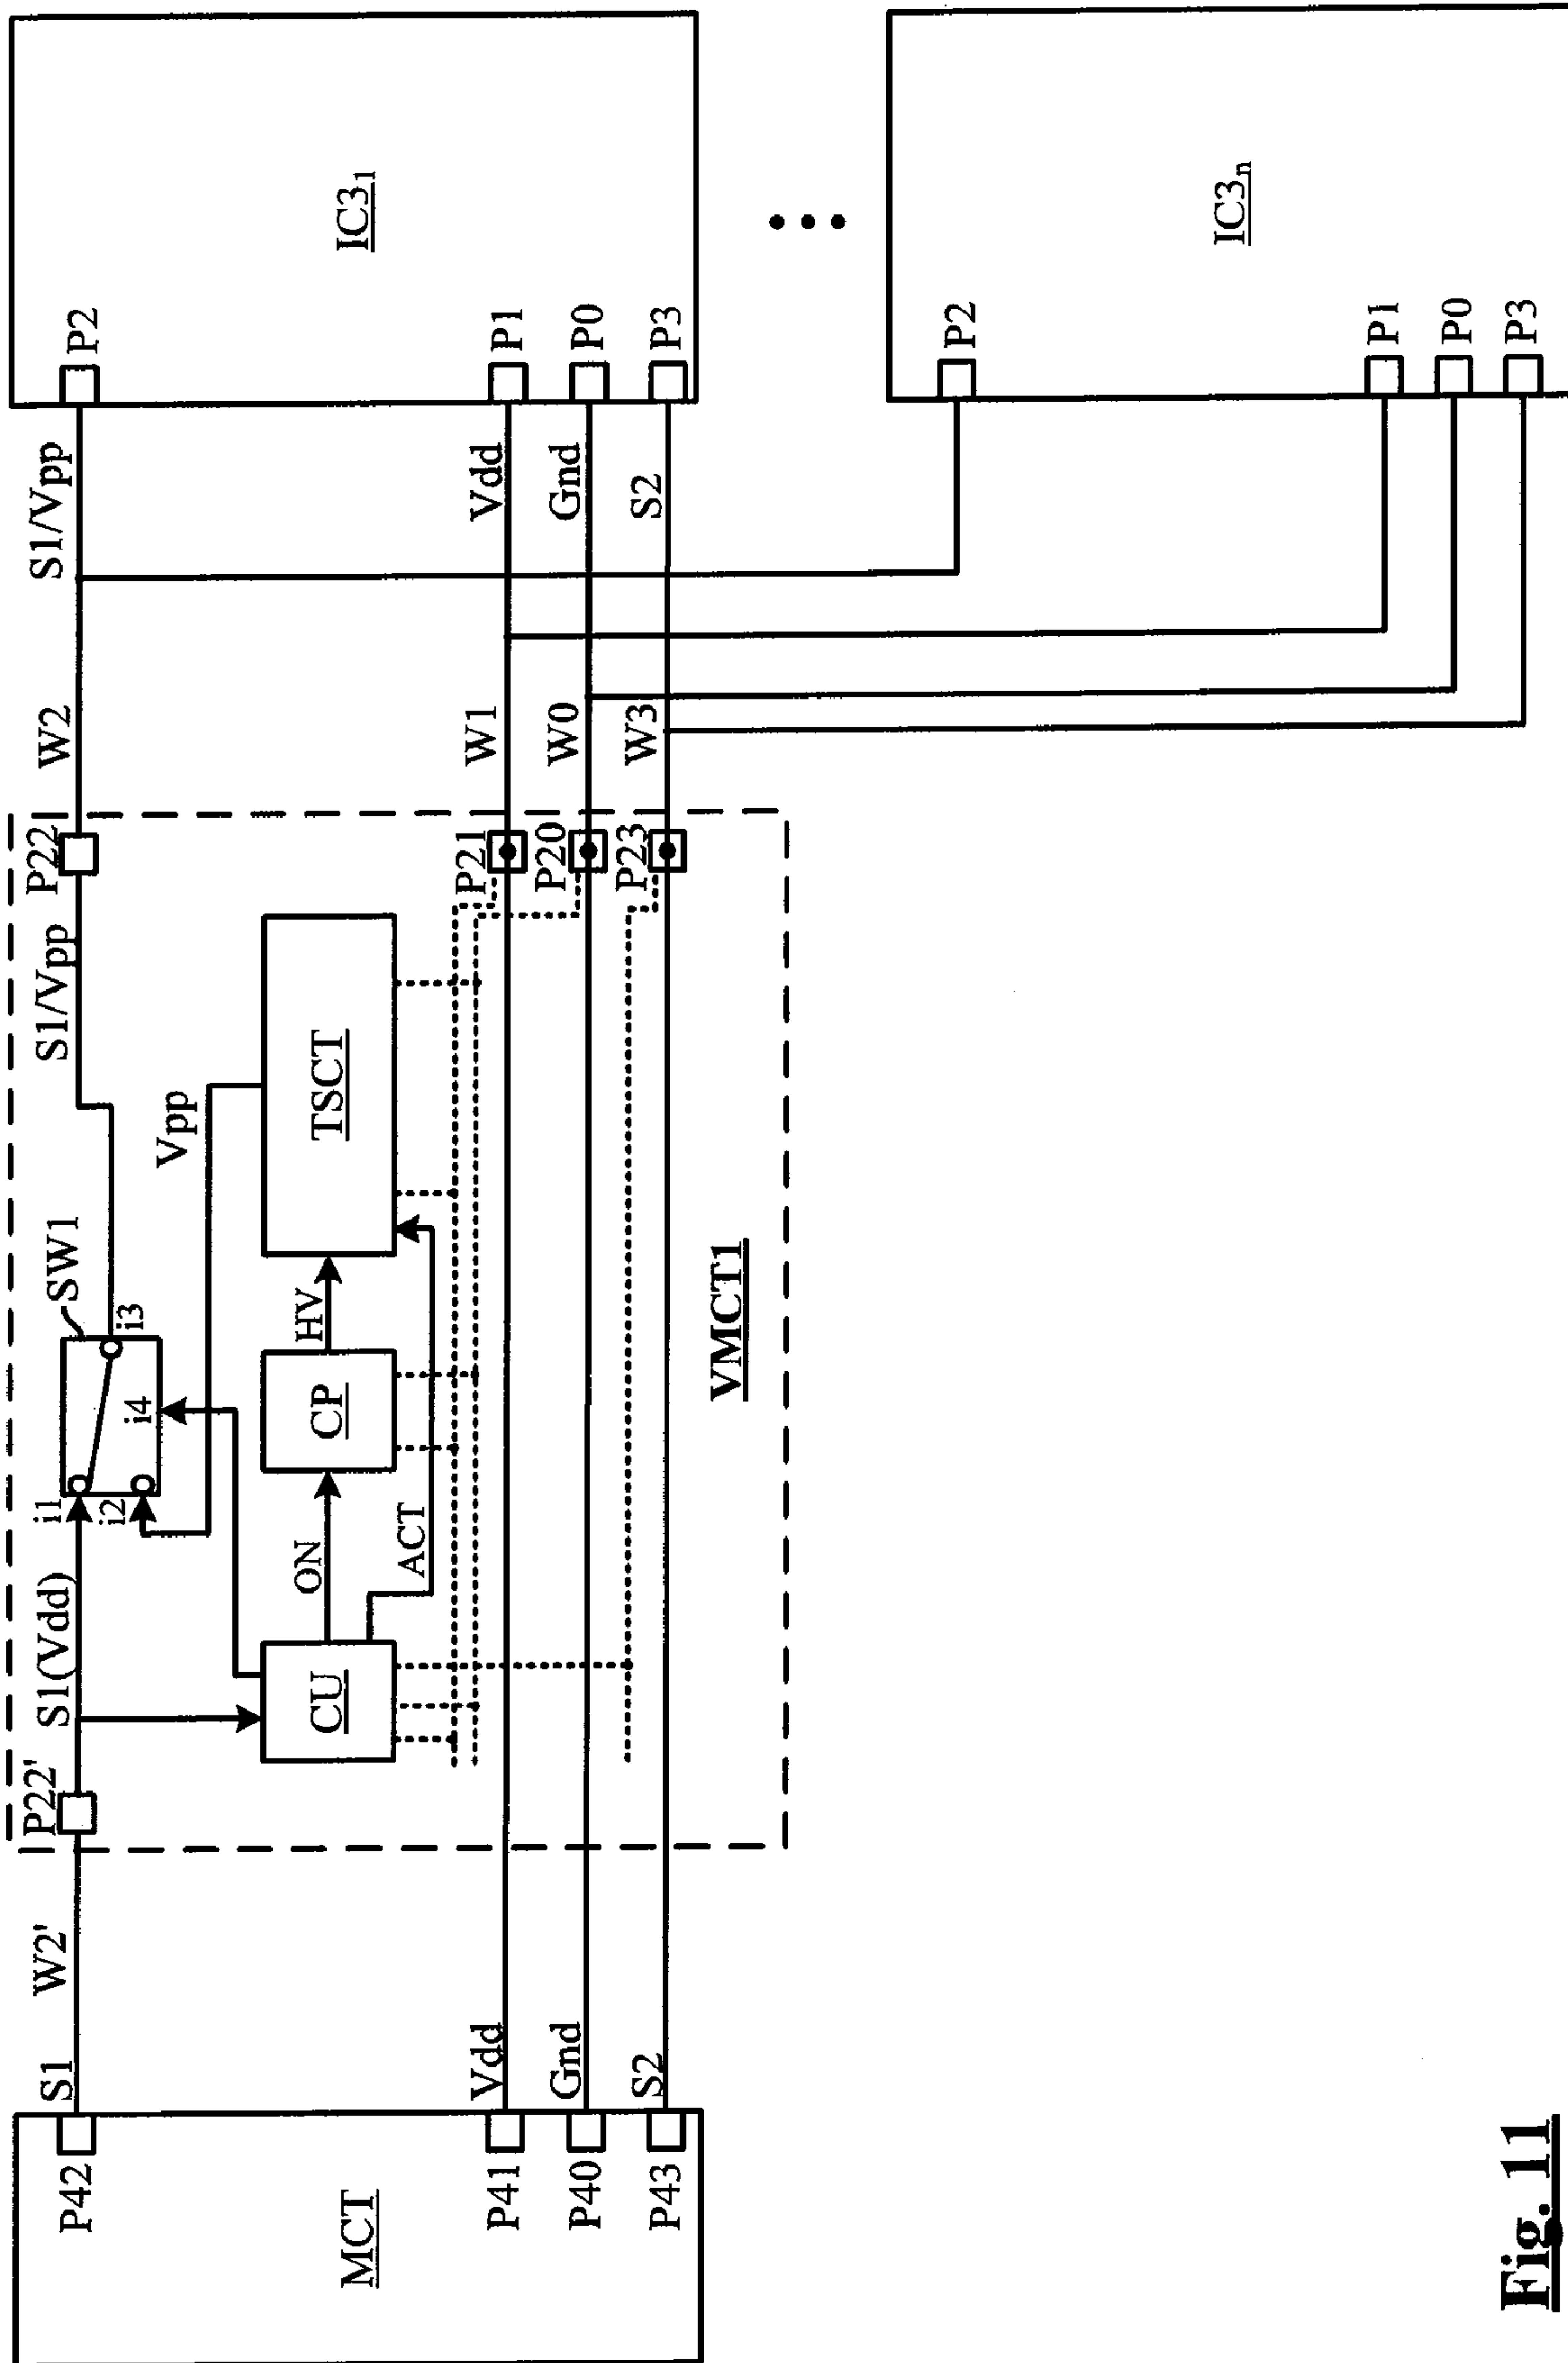 P42
S1
W2'
P22'
S1(Vdd)
i1
i2
i3
i4
SW1
S1/Vpp
P22
W2
S1/Vpp
P2
Vpp
CU
ON
ACT
CP
HV
TSCT
MCT
IC3₁
P41
Vdd
P21
W1
Vdd
P1
P40
Gnd
P20
W0
Gnd
P0
P43
S2
P23
W3
S2
P3
VMCT1
P2
IC3ₙ
P1
P0
P3
Fig. 11